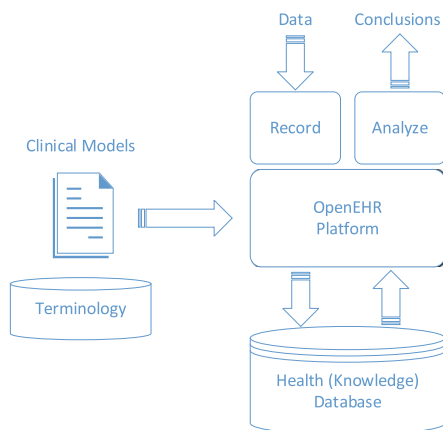 Data
Conclusions
Record
Analyze
Clinical Models
OpenEHR
Platform
Terminology
Health (Knowledge)
Database